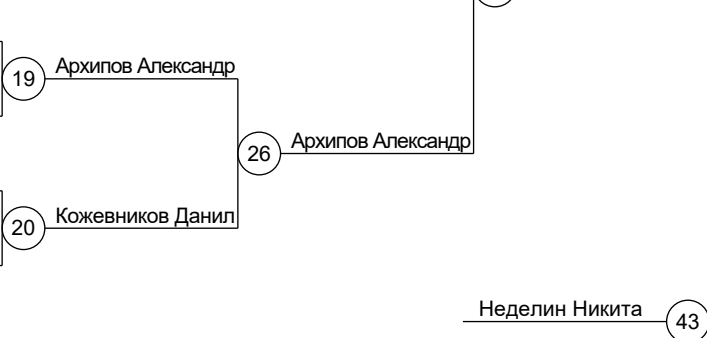 19 Архипов Александр
26 Архипов Александр
20 Кожевников Данил
Неделин Никита 43